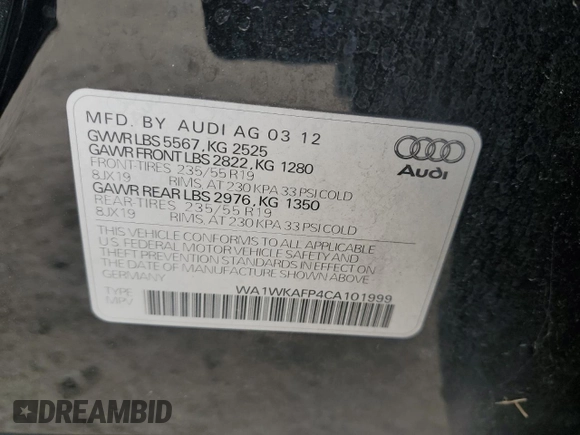 MFD. BY AUDI AG 03 12
GVWR LBS 5567, KG 2525
GAWR FRONT LBS 2822, KG 1280
FRONT-TIRES 235/55 R19
8JX19 RIMS, AT 230 KPA 33 PSI COLD
GAWR REAR LBS 2976, KG 1350
REAR-TIRES 235/55 R19
8JX19 RIMS, AT 230 KPA 33 PSI COLD
THIS VEHICLE CONFORMS TO ALL APPLICABLE
U.S. FEDERAL MOTOR VEHICLE SAFETY AND
THEFT PREVENTION STANDARDS IN EFFECT ON
THE DATE OF MANUFACTURE SHOWN ABOVE
GERMANY
WA1WKAFP4CA101999
TYPE
MPV
Audi
DREAMBID